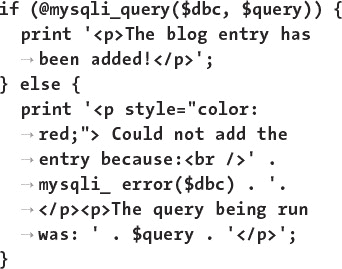 if (@mysqli_query($dbc, $query)) {
print '<p>The blog entry has
→ been added!</p>';
} else {
print '<p style="color:
→ red;"> Could not add the
→ entry because:<br />' .
→ mysqli_ error($dbc) . '.
→ </p><p>The query being run
→ was: ' . $query . '</p>';
}